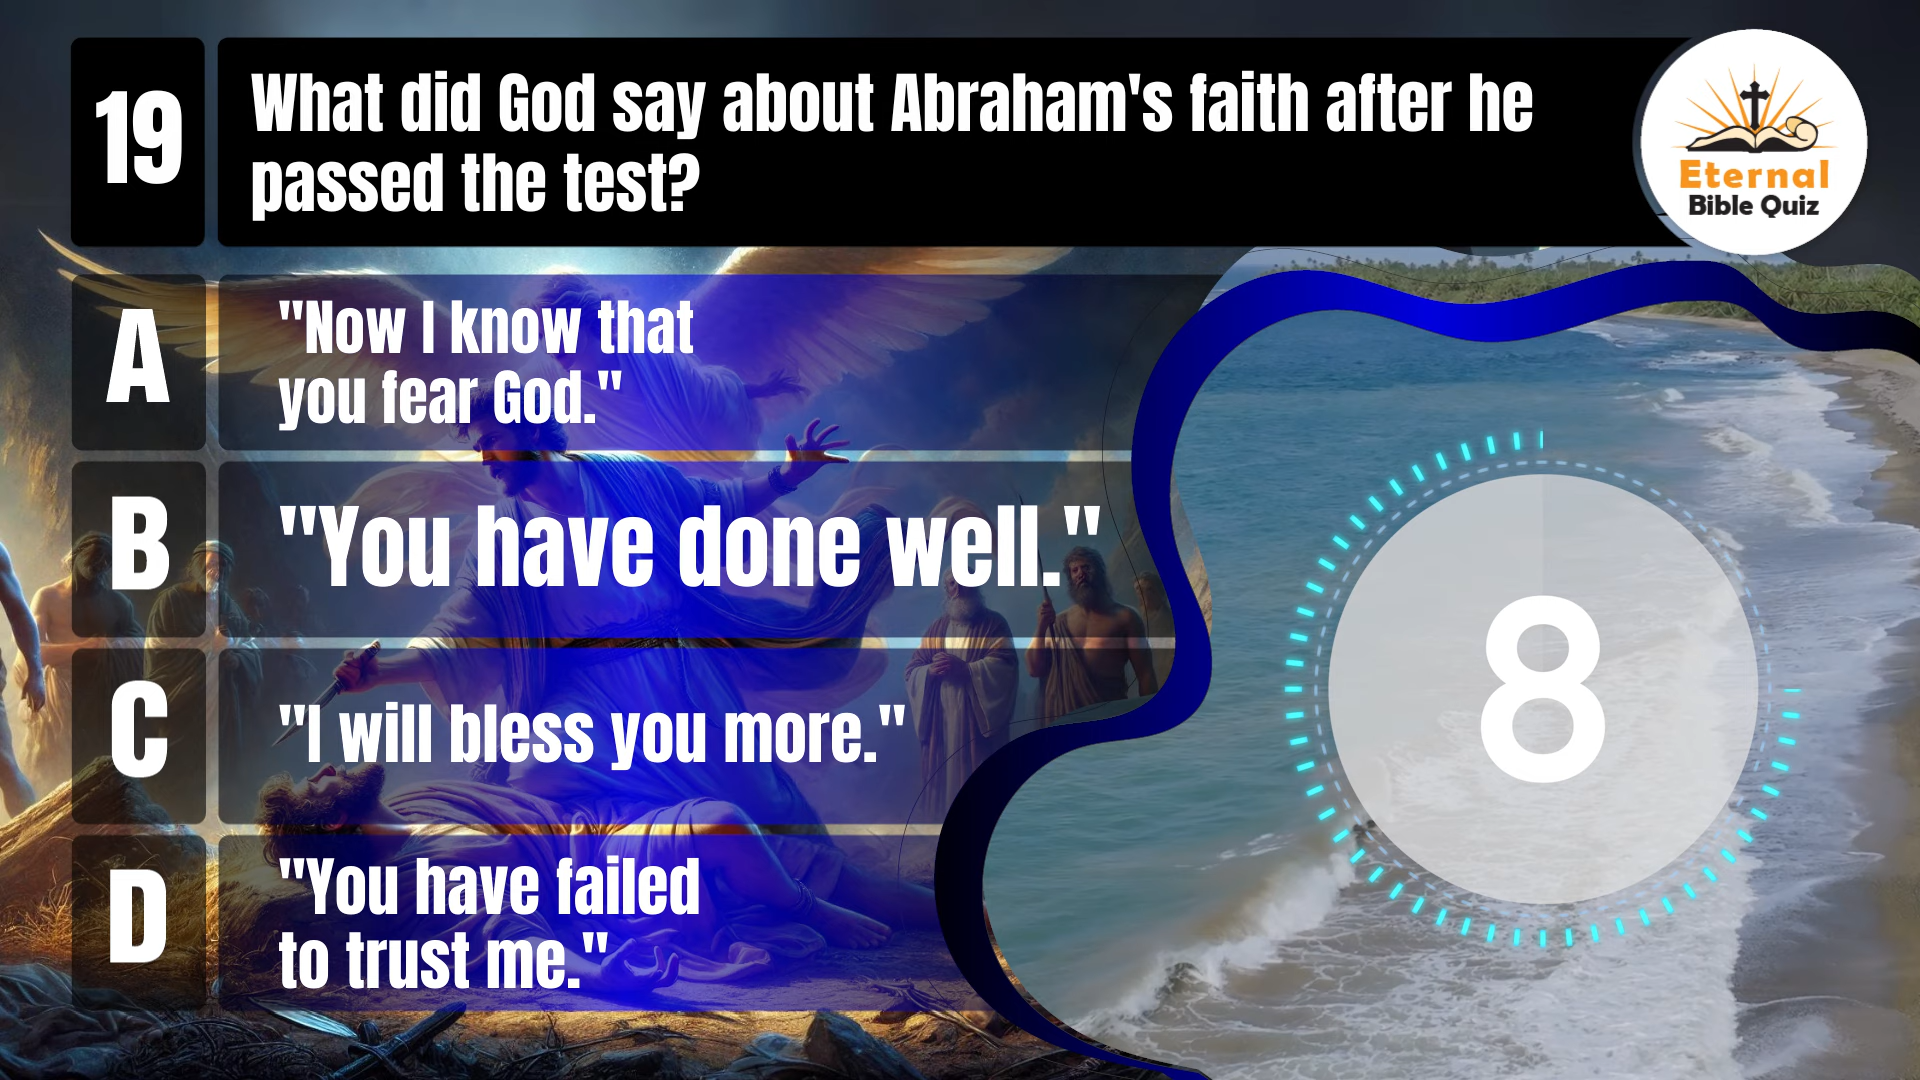 19
What did God say about Abraham's faith after he
passed the test?
Eternal
Bible Quiz
A
"Now I know that
you fear God."
B
"You have done well."
C
"I will bless you more."
D
"You have failed
to trust me."
8